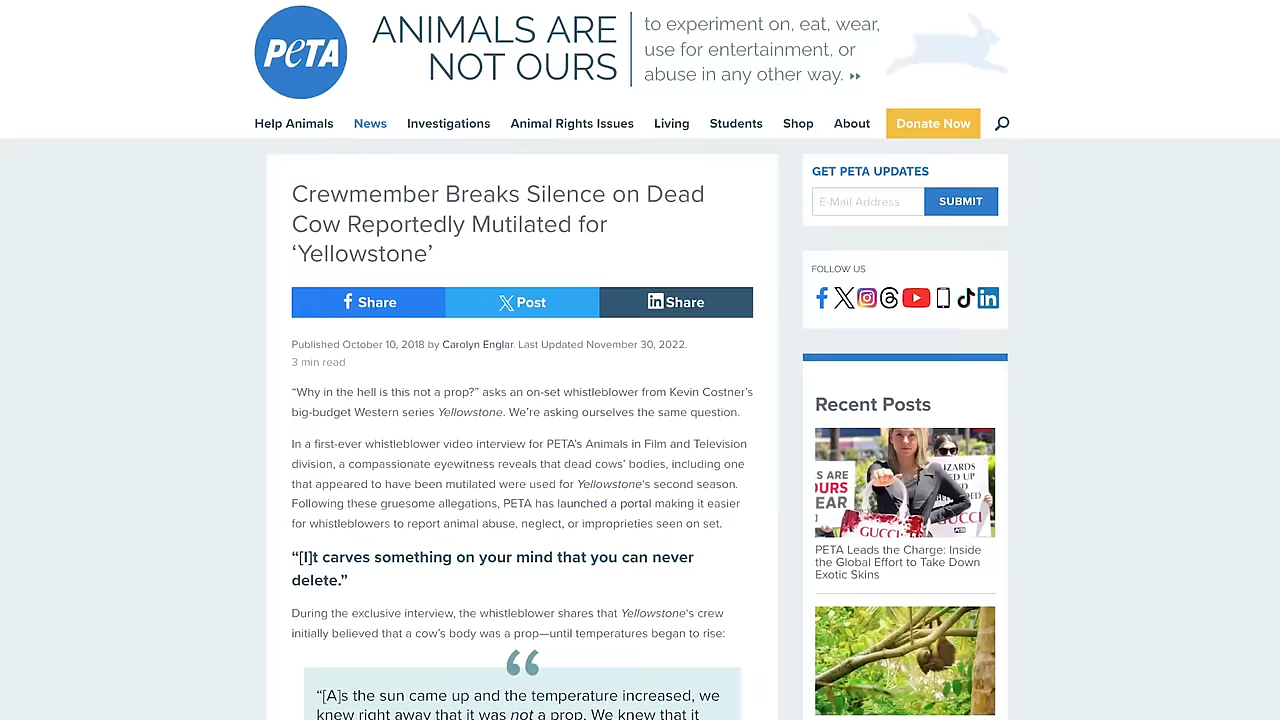 PETA
ANIMALS ARE
NOT OURS
to experiment on, eat, wear,
use for entertainment, or
abuse in any other way.
Help Animals News Investigations Animal Rights Issues Living Students Shop About Donate Now
Crewmember Breaks Silence on Dead
Cow Reportedly Mutilated for
‘Yellowstone’
Share Post Share
Published October 10, 2018 by Carolyn Englar. Last Updated November 30, 2022.
3 min read
“Why in the hell is this not a prop?” asks an on-set whistleblower from Kevin Costner’s
big-budget Western series Yellowstone. We’re asking ourselves the same question.
In a first-ever whistleblower video interview for PETA’s Animals in Film and Television
division, a compassionate eyewitness reveals that dead cows’ bodies, including one
that appeared to have been mutilated were used for Yellowstone‘s second season.
Following these gruesome allegations, PETA has launched a portal making it easier
for whistleblowers to report animal abuse, neglect, or improprieties seen on set.
“[I]t carves something on your mind that you can never
delete.”
During the exclusive interview, the whistleblower shares that Yellowstone‘s crew
initially believed that a cow’s body was a prop—until temperatures began to rise:
“
“[A]s the sun came up and the temperature increased, we
knew right away that it was not a prop. We knew that it
GET PETA UPDATES
E-Mail Address SUBMIT
FOLLOW US
Recent Posts
S ARE
OURS
EAR
GUCCI
IZARDS
ED UP
GUCCI
PETA Leads the Charge: Inside
the Global Effort to Take Down
Exotic Skins